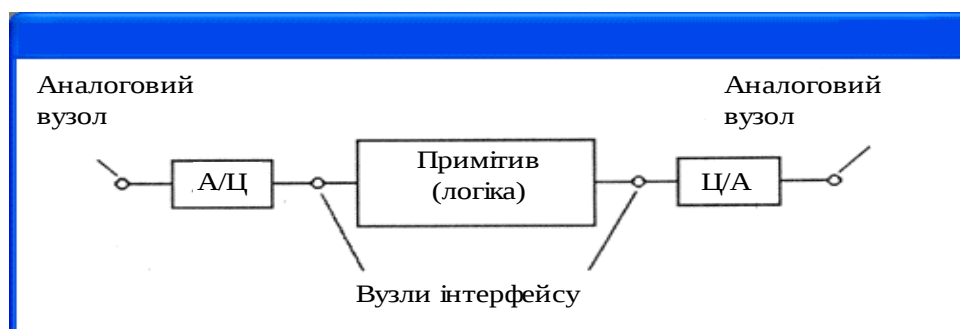 Аналоговий
вузол
Аналоговий
вузол
А/Ц
Примітив
(логіка)
Ц/А
Вузли інтерфейсу